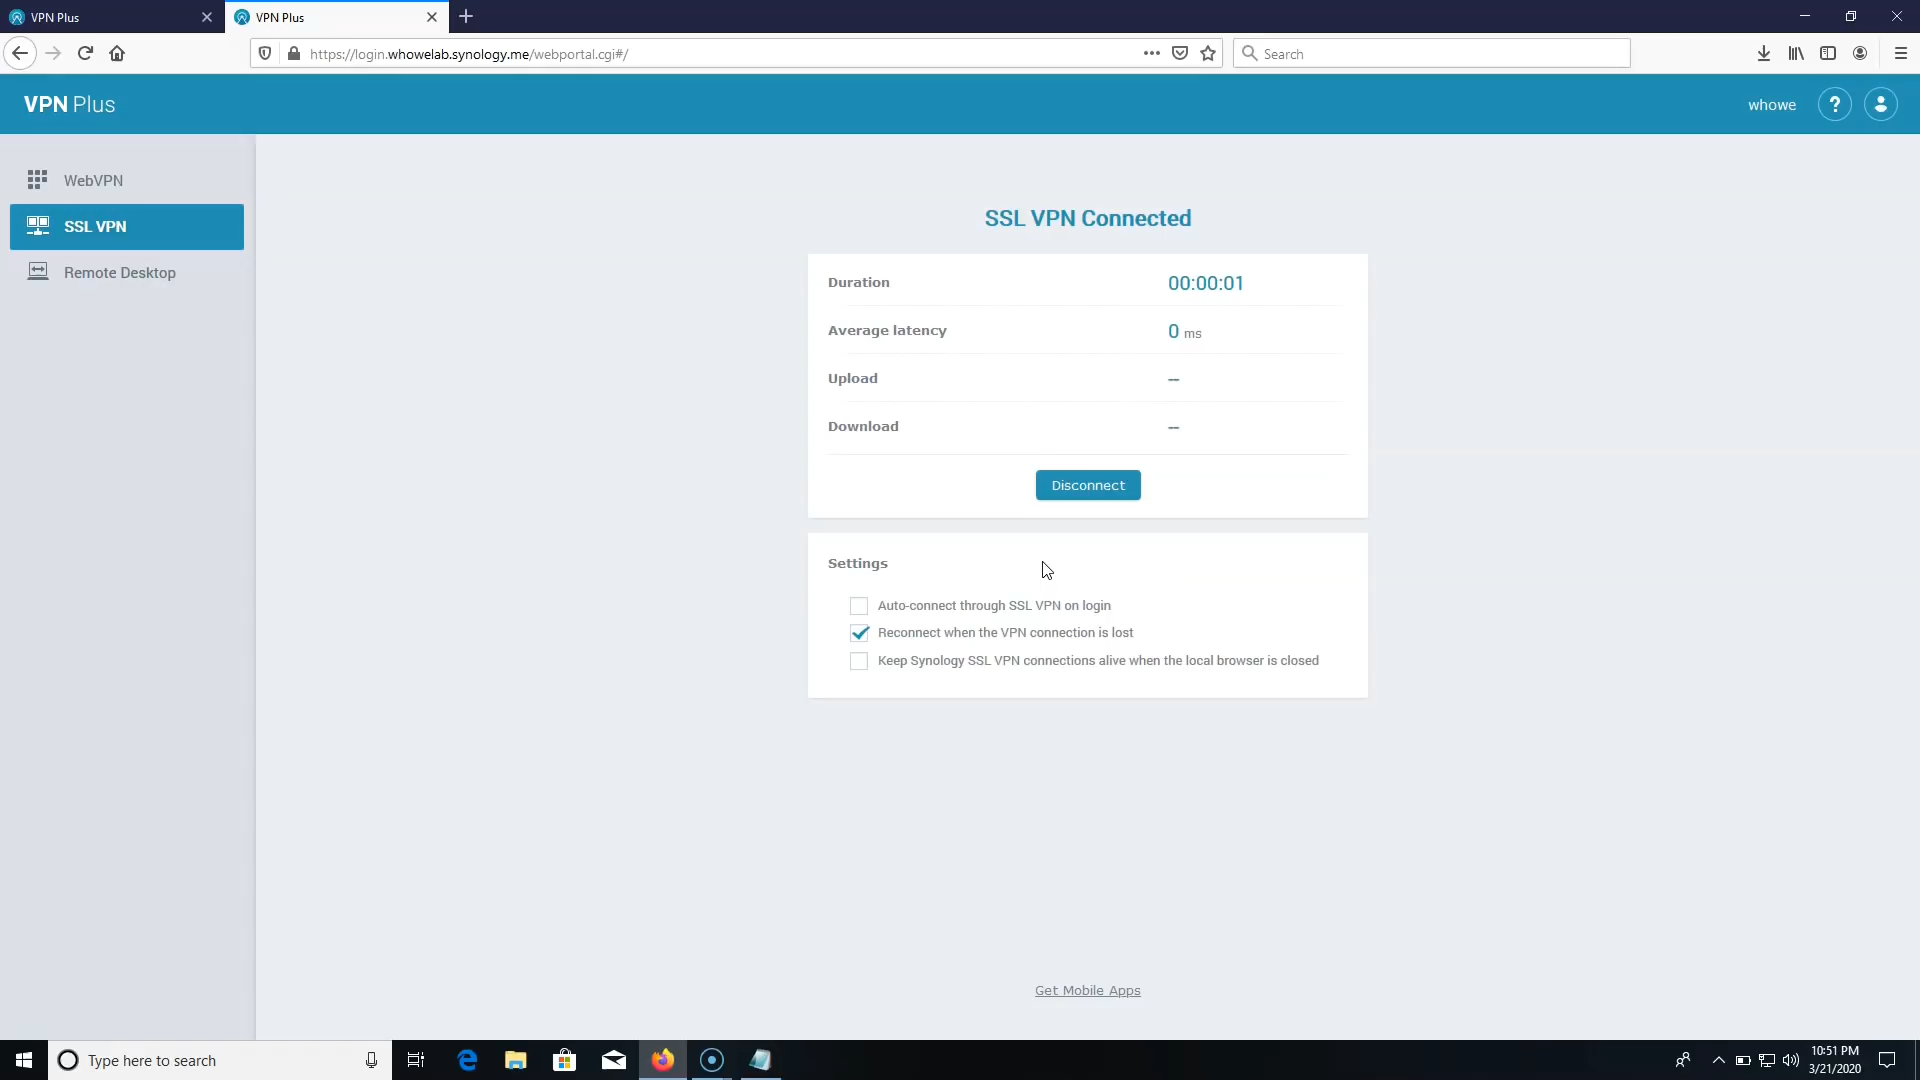 VPN Plus
VPN Plus
https://login.whowelab.synology.me/webportal.cgi#/
Search
VPN Plus
whowe
?
WebVPN
SSL VPN
Remote Desktop
SSL VPN Connected
Duration 00:00:01
Average latency 0 ms
Upload --
Download --
Disconnect
Settings
Auto-connect through SSL VPN on login
Reconnect when the VPN connection is lost
Keep Synology SSL VPN connections alive when the local browser is closed
Get Mobile Apps
Type here to search
10:51 PM
3/21/2020